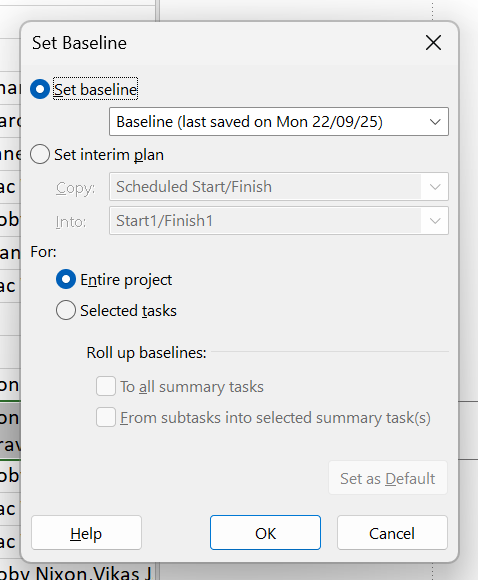 Set Baseline
Set baseline
Baseline (last saved on Mon 22/09/25)
Set interim plan
Copy: Scheduled Start/Finish
Into: Start1/Finish1
For:
Entire project
Selected tasks
Roll up baselines:
To all summary tasks
From subtasks into selected summary task(s)
Set as Default
Help OK Cancel
oby Nixon,Vikas J